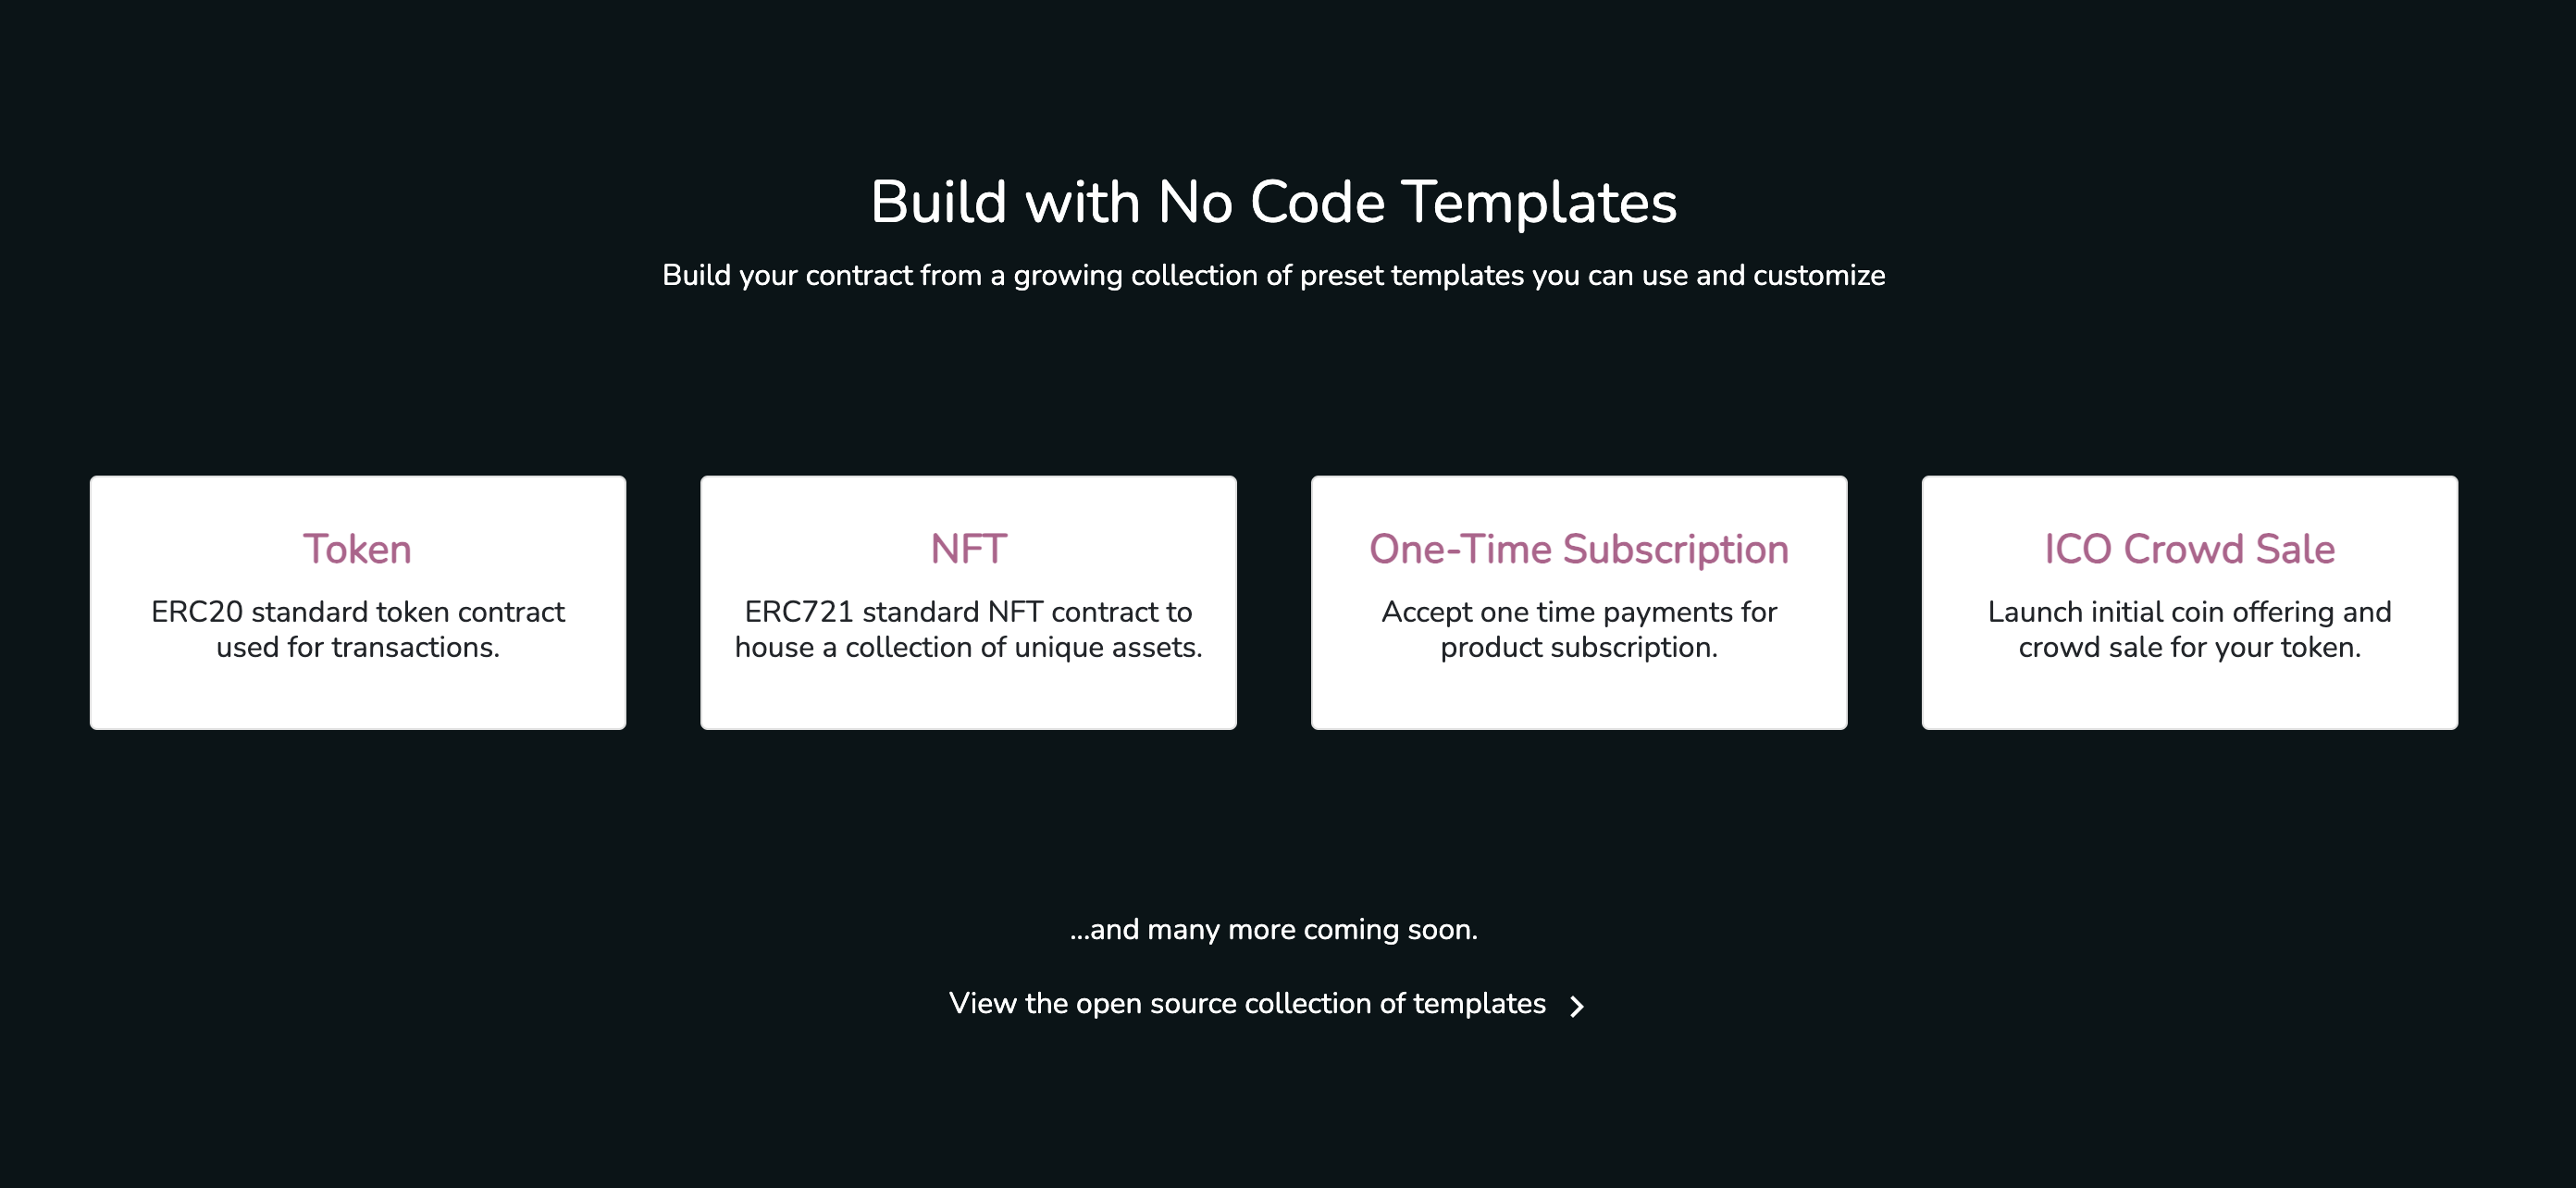 Build with No Code Templates
Build your contract from a growing collection of preset templates you can use and customize
Token
ERC20 standard token contract
used for transactions.
NFT
ERC721 standard NFT contract to
house a collection of unique assets.
One-Time Subscription
Accept one time payments for
product subscription.
ICO Crowd Sale
Launch initial coin offering and
crowd sale for your token.
...and many more coming soon.
View the open source collection of templates